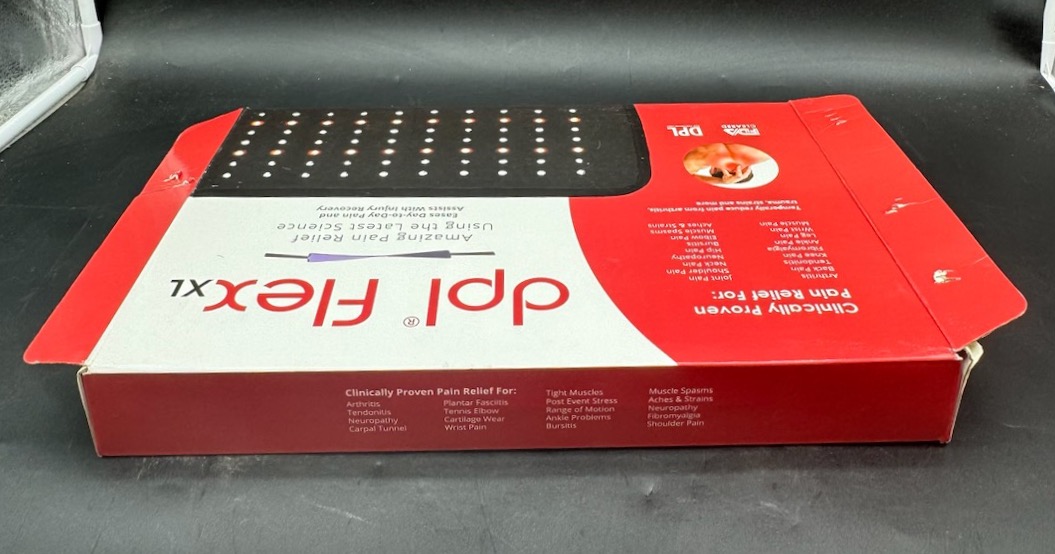 dpl® Flex XL
Amazing Pain Relief
Using the Latest Science
Eases Day-to-Day Pain and
Assists With Injury Recovery
Clinically Proven
Pain Relief For:
Arthritis
Back Pain
Tendonitis
Knee Pain
Fibromyalgia
Ankle Pain
Leg Pain
Wrist Pain
Muscle Pain
Joint Pain
Shoulder Pain
Neck Pain
Neuropathy
Bursitis
Hip Pain
Elbow Pain
Muscle Spasms
Aches & Strains
Temporarily reduce pain from arthritis,
trauma, strains and more
FDA
CLEARED
DPL
Clinically Proven Pain Relief For:
Arthritis
Tendonitis
Neuropathy
Carpal Tunnel
Plantar Fasciitis
Tennis Elbow
Cartilage Wear
Wrist Pain
Tight Muscles
Post Event Stress
Range of Motion
Ankle Problems
Bursitis
Muscle Spasms
Aches & Strains
Neuropathy
Fibromyalgia
Shoulder Pain